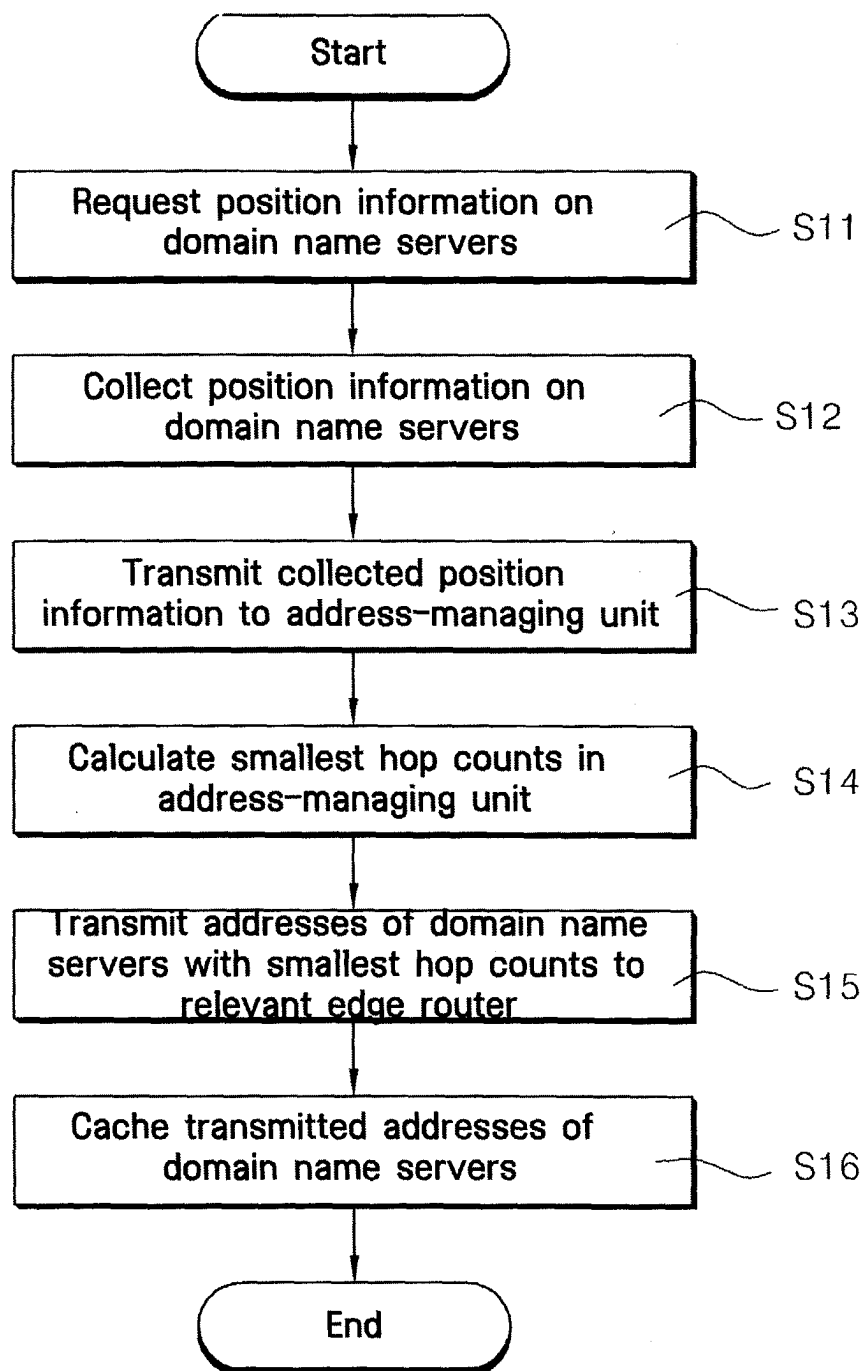 Start
Request position information on
domain name servers
S11
Collect position information on
domain name servers
S12
Transmit collected position
information to address-managing unit
S13
Calculate smallest hop counts in
address-managing unit
S14
Transmit addresses of domain name
servers with smallest hop counts to
relevant edge router
S15
Cache transmitted addresses of
domain name servers
S16
End